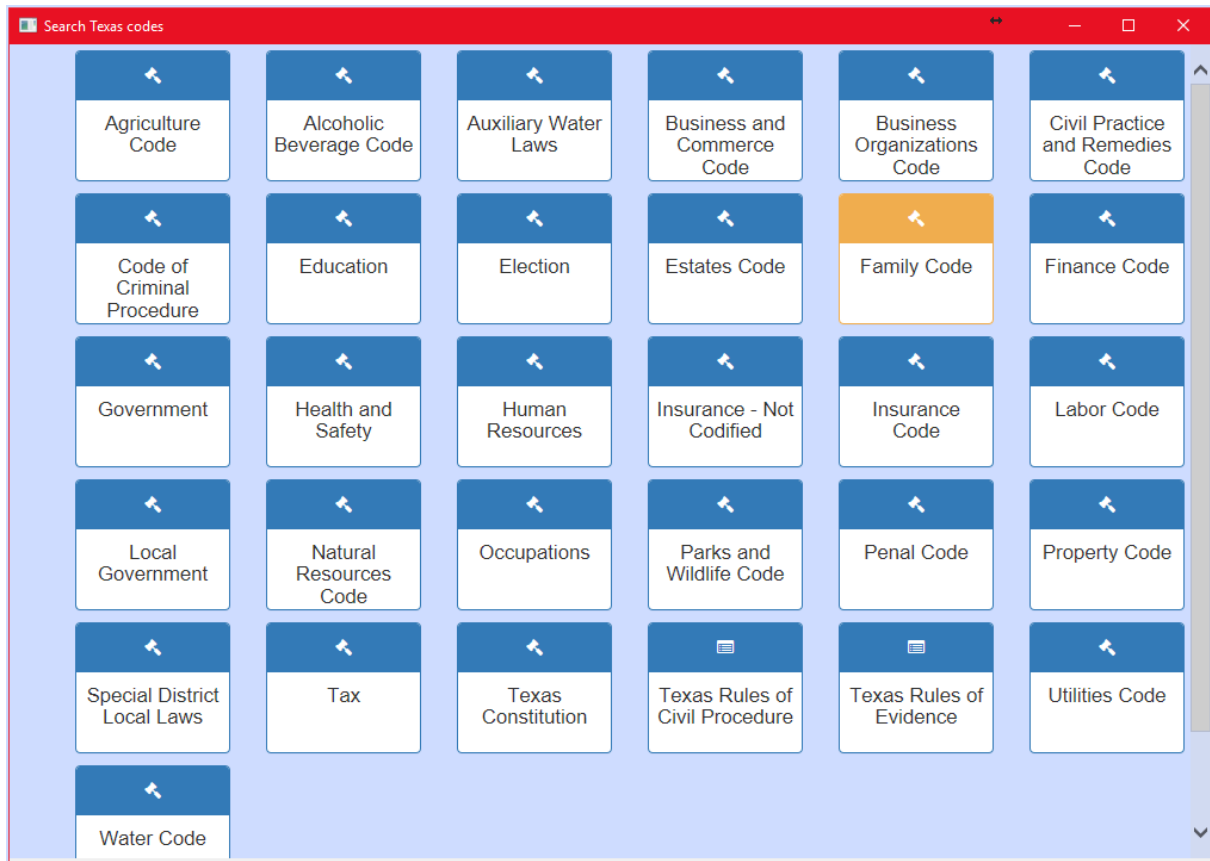 Search Texas codes
Agriculture
Code
Alcoholic
Beverage Code
Auxiliary Water
Laws
Business and
Commerce
Code
Business
Organizations
Code
Civil Practice
and Remedies
Code
Code of
Criminal
Procedure
Education
Election
Estates Code
Family Code
Finance Code
Government
Health and
Safety
Human
Resources
Insurance - Not
Codified
Insurance
Code
Labor Code
Local
Government
Natural
Resources
Code
Occupations
Parks and
Wildlife Code
Penal Code
Property Code
Special District
Local Laws
Tax
Texas
Constitution
Texas Rules of
Civil Procedure
Texas Rules of
Evidence
Utilities Code
Water Code